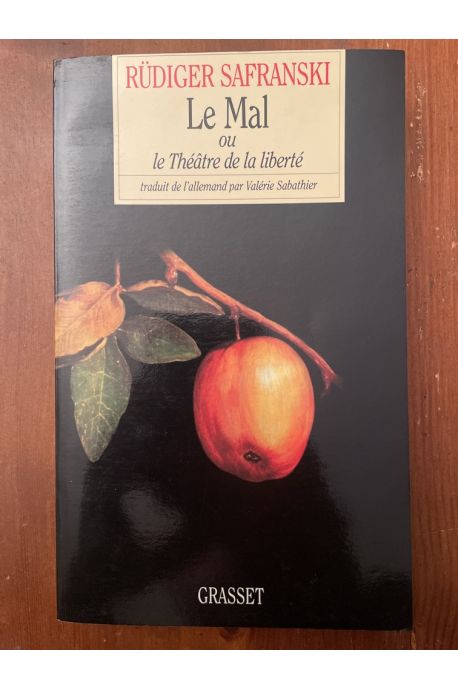 RÜDIGER SAFRANSKI
Le Mal
ou
le Théâtre de la liberté
traduit de l'allemand par Valérie Sabathier
GRASSET